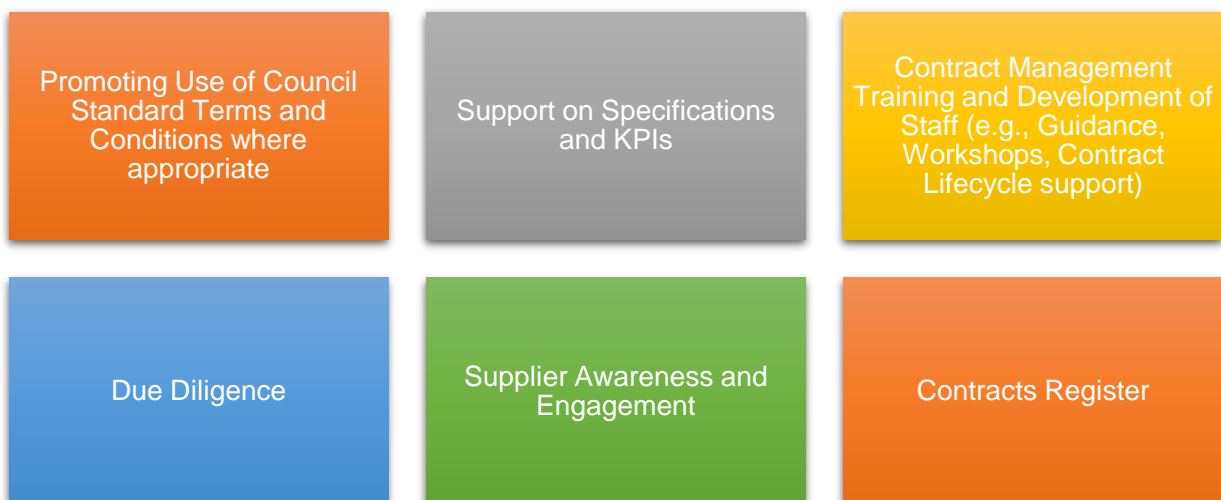 Promoting Use of Council
Standard Terms and
Conditions where
appropriate
Support on Specifications
and KPIs
Contract Management
Training and Development of
Staff (e.g., Guidance,
Workshops, Contract
Lifecycle support)
Due Diligence
Supplier Awareness and
Engagement
Contracts Register